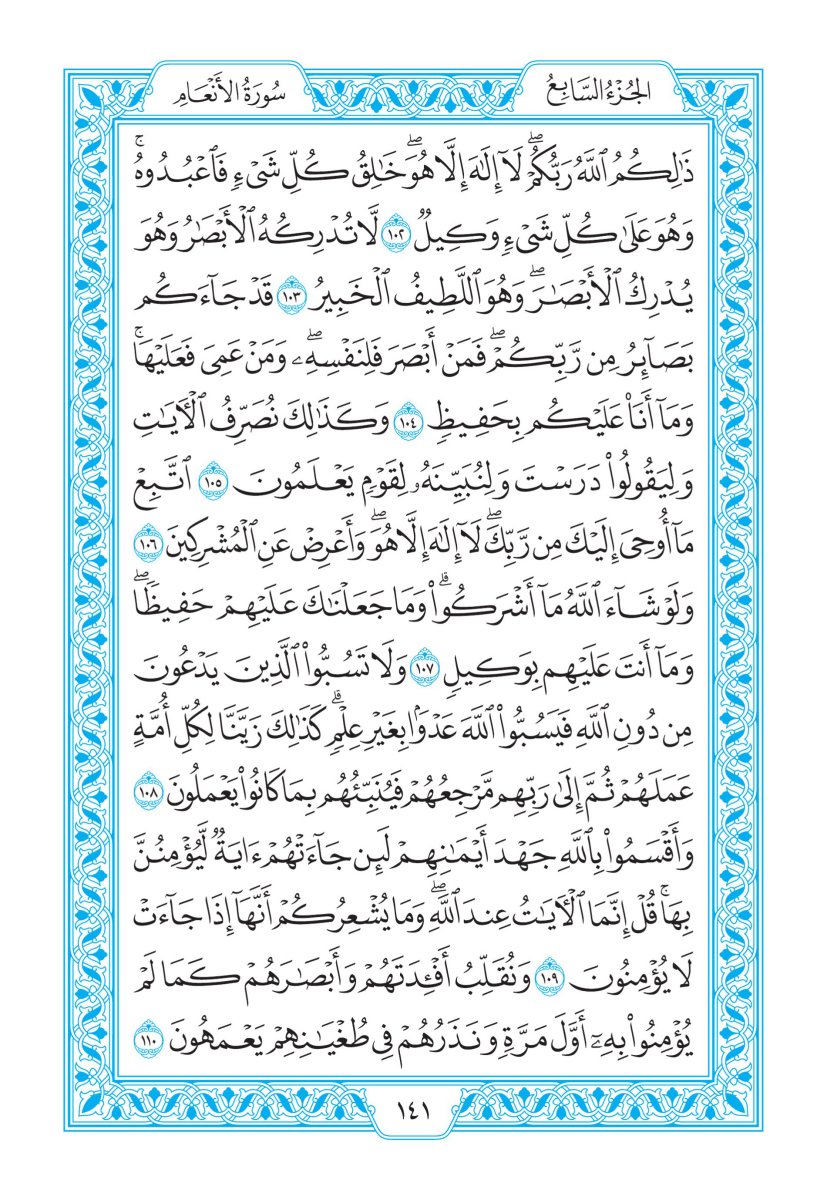 الجُزْءُ السَّابِعُ
سُورَةُ الأَنْعَامِ
ذَٰلِكُمُ ٱللَّهُ رَبُّكُمْۖ لَآ إِلَٰهَ إِلَّا هُوَۖ خَٰلِقُ كُلِّ شَىْءٍ فَٱعْبُدُوهُۚ
وَهُوَ عَلَىٰ كُلِّ شَىْءٍ وَكِيلٌ ١٠٢ لَّا تُدْرِكُهُ ٱلْأَبْصَٰرُ وَهُوَ
يُدْرِكُ ٱلْأَبْصَٰرَۖ وَهُوَ ٱللَّطِيفُ ٱلْخَبِيرُ ١٠٣ قَدْ جَآءَكُم
بَصَآئِرُ مِن رَّبِّكُمْۖ فَمَنْ أَبْصَرَ فَلِنَفْسِهِۦۖ وَمَنْ عَمِىَ فَعَلَيْهَاۚ
وَمَآ أَنَا۠ عَلَيْكُم بِحَفِيظٍ ١٠٤ وَكَذَٰلِكَ نُصَرِّفُ ٱلْأَيَٰتِ
وَلِيَقُولُوا۟ دَرَسْتَ وَلِنُبَيِّنَهُۥ لِقَوْمٍ يَعْلَمُونَ ١٠٥ ٱتَّبِعْ
مَآ أُوحِىَ إِلَيْكَ مِن رَّبِّكَۖ لَآ إِلَٰهَ إِلَّا هُوَۖ وَأَعْرِضْ عَنِ ٱلْمُشْرِكِينَ ١٠٦
وَلَوْ شَآءَ ٱللَّهُ مَآ أَشْرَكُوا۟ۗ وَمَا جَعَلْنَٰكَ عَلَيْهِمْ حَفِيظًاۖ
وَمَآ أَنتَ عَلَيْهِم بِوَكِيلٍ ١٠٧ وَلَا تَسُبُّوا۟ ٱلَّذِينَ يَدْعُونَ
مِن دُونِ ٱللَّهِ فَيَسُبُّوا۟ ٱللَّهَ عَدْوًۢا بِغَيْرِ عِلْمٍۗ كَذَٰلِكَ زَيَّنَّا لِكُلِّ أُمَّةٍ
عَمَلَهُمْ ثُمَّ إِلَىٰ رَبِّهِم مَّرْجِعُهُمْ فَيُنَبِّئُهُم بِمَا كَانُوا۟ يَعْمَلُونَ ١٠٨
وَأَقْسَمُوا۟ بِٱللَّهِ جَهْدَ أَيْمَٰنِهِمْ لَئِن جَآءَتْهُمْ ءَايَةٌ لَّيُؤْمِنُنَّ
بِهَاۚ قُلْ إِنَّمَا ٱلْأَيَٰتُ عِندَ ٱللَّهِۖ وَمَا يُشْعِرُكُمْ أَنَّهَآ إِذَا جَآءَتْ
لَا يُؤْمِنُونَ ١٠٩ وَنُقَلِّبُ أَفْـِٔدَتَهُمْ وَأَبْصَٰرَهُمْ كَمَا لَمْ
يُؤْمِنُوا۟ بِهِۦٓ أَوَّلَ مَرَّةٍ وَنَذَرُهُمْ فِى طُغْيَٰنِهِمْ يَعْمَهُونَ ١١٠
١٤١